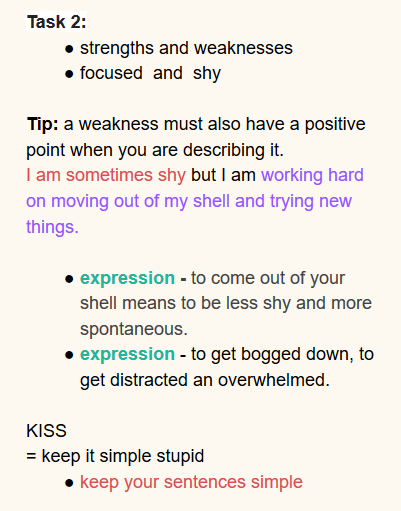 Task 2:
● strengths and weaknesses
● focused and shy
Tip: a weakness must also have a positive
point when you are describing it.
I am sometimes shy but I am working hard
on moving out of my shell and trying new
things.
● expression - to come out of your
shell means to be less shy and more
spontaneous.
● expression - to get bogged down, to
get distracted an overwhelmed.
KISS
= keep it simple stupid
● keep your sentences simple